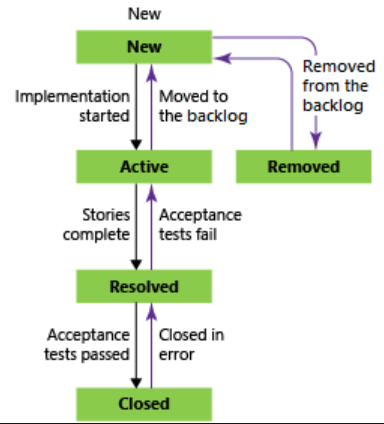 New
New
Removed
from the
backlog
Implementation
started
Moved to
the backlog
Active
Removed
Stories
complete
Acceptance
tests fail
Resolved
Acceptance
tests passed
Closed in
error
Closed